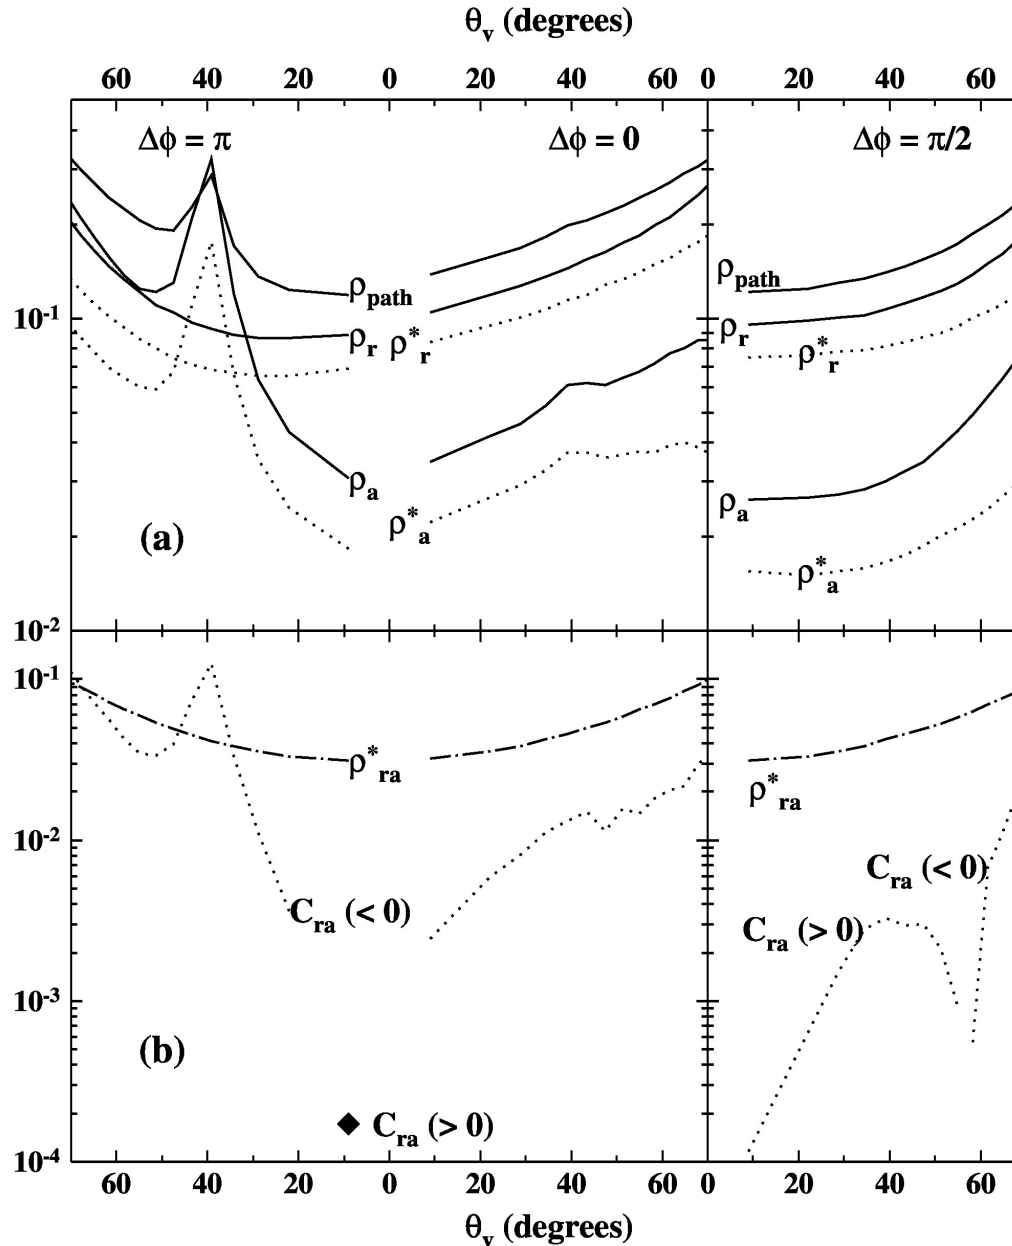 θv (degrees)
60 40 20 0 20 40 60 0 20 40 60
Δϕ = π Δϕ = 0 Δϕ = π/2
ρpath ρpath
10-1
ρr ρ*r ρr ρ*r
ρa ρ*a ρa ρ*a
(a)
10-2
10-1
ρ*ra ρ*ra
10-2
Cra (< 0) Cra (< 0)
Cra (> 0)
10-3
(b)
Cra (> 0)
10-4
60 40 20 0 20 40 60 0 20 40 60
θv (degrees)